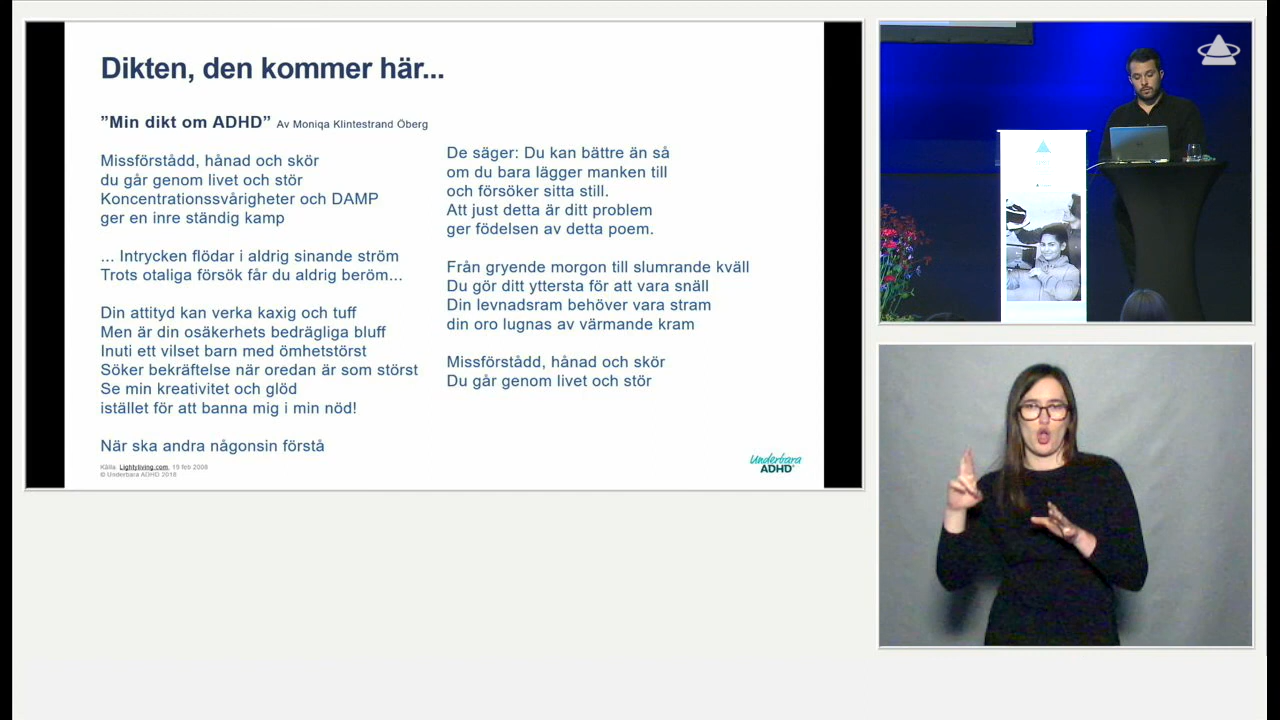 Dikten, den kommer här...
”Min dikt om ADHD” Av Moniqa Klintestrand Öberg
Missförstådd, hånad och skör
du går genom livet och stör
Koncentrationssvårigheter och DAMP
ger en inre ständig kamp
... Intrycken flödar i aldrig sinande ström
Trots otaliga försök får du aldrig beröm...
Din attityd kan verka kaxig och tuff
Men är din osäkerhets bedrägliga bluff
Inuti ett vilset barn med ömhetstörst
Söker bekräftelse när oredan är som störst
Se min kreativitet och glöd
istället för att banna mig i min nöd!
När ska andra någonsin förstå
De säger: Du kan bättre än så
om du bara lägger manken till
och försöker sitta still.
Att just detta är ditt problem
ger födelsen av detta poem.
Från gryende morgon till slumrande kväll
Du gör ditt yttersta för att vara snäll
Din levnadsram behöver vara stram
din oro lugnas av värmande kram
Missförstådd, hånad och skör
Du går genom livet och stör
Källa Lightyliving.com, 19 feb 2008
© Underbara ADHD 2018
Underbara
ADHD®